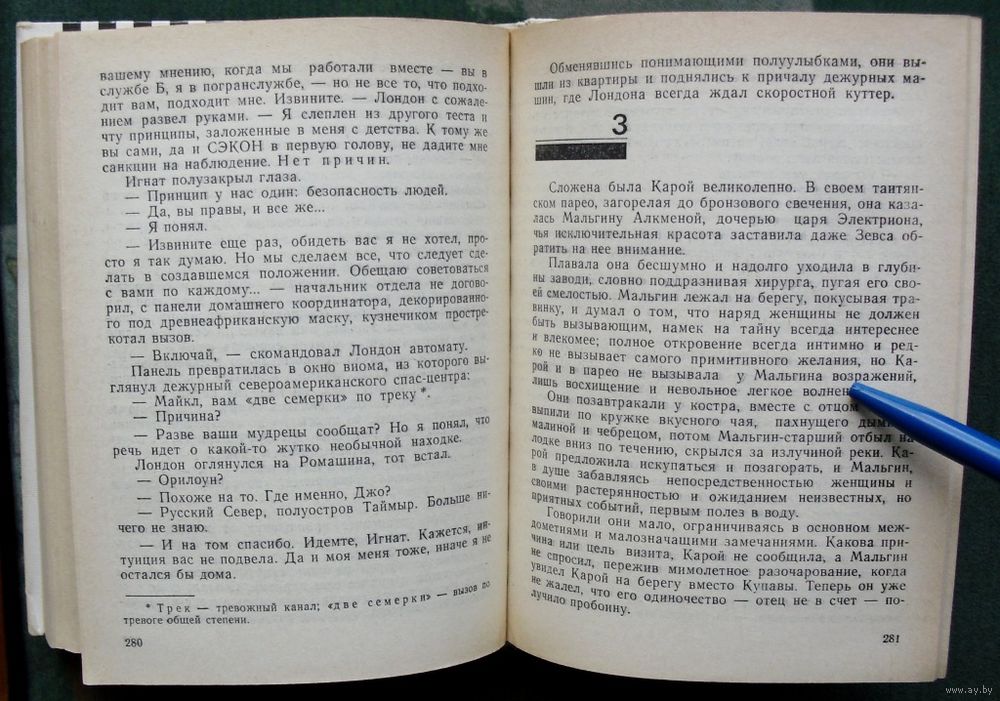 вашему мнению, когда мы работали вместе — вы в
службе Б, я в погранслужбе, — но не все то, что подхо-
дит вам, подходит мне. Извините. — Лондон с сожале-
нием развел руками. — Я слеплен из другого теста и
чту принципы, заложенные в меня с детства. К тому же
вы сами, да и СЭКОН в первую голову, не дадите мне
санкции на наблюдение. Нет причин.
Игнат полузакрыл глаза.
— Принцип у нас один: безопасность людей.
— Да, вы правы, и все же...
— Я понял.
— Извините еще раз, обидеть вас я не хотел, про-
сто я так думаю. Но мы сделаем все, что следует сде-
лать в создавшемся положении. Обещаю советоваться
с вами по каждому... — начальник отдела не догово-
рил, с панели домашнего координатора, декорированно-
го под древнеафриканскую маску, кузнечиком простре-
котал вызов.
— Включай, — скомандовал Лондон автомату.
Панель превратилась в окно виома, из которого вы-
глянул дежурный североамериканского спас-центра:
— Майкл, вам «две семерки» по треку*.
— Причина?
— Разве ваши мудрецы сообщат? Но я понял, что
речь идет о какой-то жутко необычной находке.
Лондон оглянулся на Ромашина, тот встал.
— Орилоун?
— Похоже на то. Где именно, Джо?
— Русский Север, полуостров Таймыр. Больше ни-
чего не знаю.
— И на том спасибо. Идемте, Игнат. Кажется, ин-
туиция вас не подвела. Да и моя меня тоже, иначе я не
остался бы дома.
* Трек — тревожный канал; «две семерки» — вызов по
тревоге общей степени.
280
Обменявшись понимающими полуулыбками, они вы-
шли из квартиры и поднялись к причалу дежурных ма-
шин, где Лондона всегда ждал скоростной куттер.
3
Сложена была Карой великолепно. В своем таитян-
ском парео, загорелая до бронзового свечения, она каза-
лась Мальгину Алкменой, дочерью царя Электриона,
чья исключительная красота заставила даже Зевса об-
ратить на нее внимание.
Плавала она бесшумно и надолго уходила в глуби-
ны заводи, словно поддразнивая хирурга, пугая его сво-
ей смелостью. Мальгин лежал на берегу, покусывая тра-
винку, и думал о том, что наряд женщины не должен
быть вызывающим, намек на тайну всегда интереснее
и влекомее; полное откровение всегда интимно и ред-
ко не вызывает самого примитивного желания, но Ка-
рой и в парео не вызывала у Мальгина возражений,
лишь восхищение и невольное легкое
Они позавтракали у костра, вместе с отцом
выпили по кружке вкусного чая, пахнущего
малиной и чебрецом, потом Мальгин-старший отбыл на
лодке вниз по течению, скрылся за излучиной реки. Ка-
рой предложила искупаться и позагорать, и Мальгин,
в душе забавляясь непосредственностью женщины и
своими растерянностью и ожиданием неизвестных, но
приятных событий, первым полез в воду.
Говорили они мало, ограничиваясь в основном меж-
дометиями и малозначащими замечаниями. Какова при-
чина или цель визита, Карой не сообщила, а Мальгин
не спросил, пережив мимолетное разочарование, когда
увидел Карой на берегу вместо Купавы. Теперь он уже
не жалел, что его одиночество — отец не в счет — по-
лучило пробоину.
281
www.ay.by